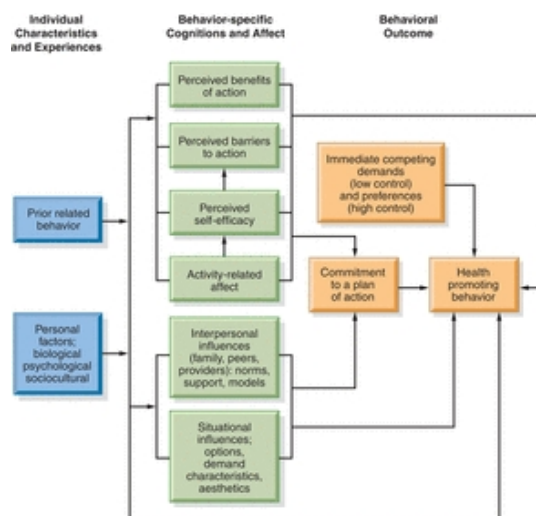 Individual
Characteristics
and Experiences
Behavior-specific
Cognitions and Affect
Behavioral
Outcome
Perceived benefits
of action
Perceived barriers
to action
Immediate competing
demands
(low control)
and preferences
(high control)
Prior related
behavior
Perceived
self-efficacy
Activity-related
affect
Commitment
to a plan
of action
Health
promoting
behavior
Personal
factors;
biological
psychological
sociocultural
Interpersonal
influences
(family, peers,
providers): norms,
support, models
Situational
influences;
options,
demand
characteristics,
aesthetics